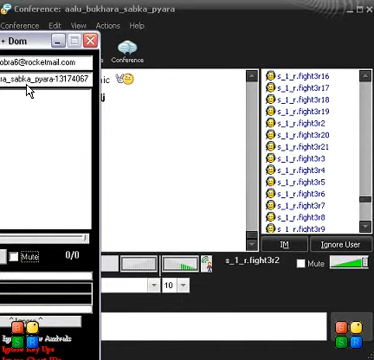 Conference: aalu_bukhara_sabka_pyara
Conference View Actions Help
+ Dom
obra6@rocketmail.com
ra_sabka_pyara-13174067
Conference
s_1_r.fight3r16
s_1_r.fight3r17
s_1_r.fight3r18
s_1_r.fight3r19
s_1_r.fight3r2
s_1_r.fight3r20
s_1_r.fight3r21
s_1_r.fight3r3
s_1_r.fight3r4
s_1_r.fight3r5
s_1_r.fight3r6
s_1_r.fight3r7
s_1_r.fight3r8
s_1_r.fight3r9
IM Ignore User
Mute 0/0
s_1_r.fight3r2 Mute
10
Ignore